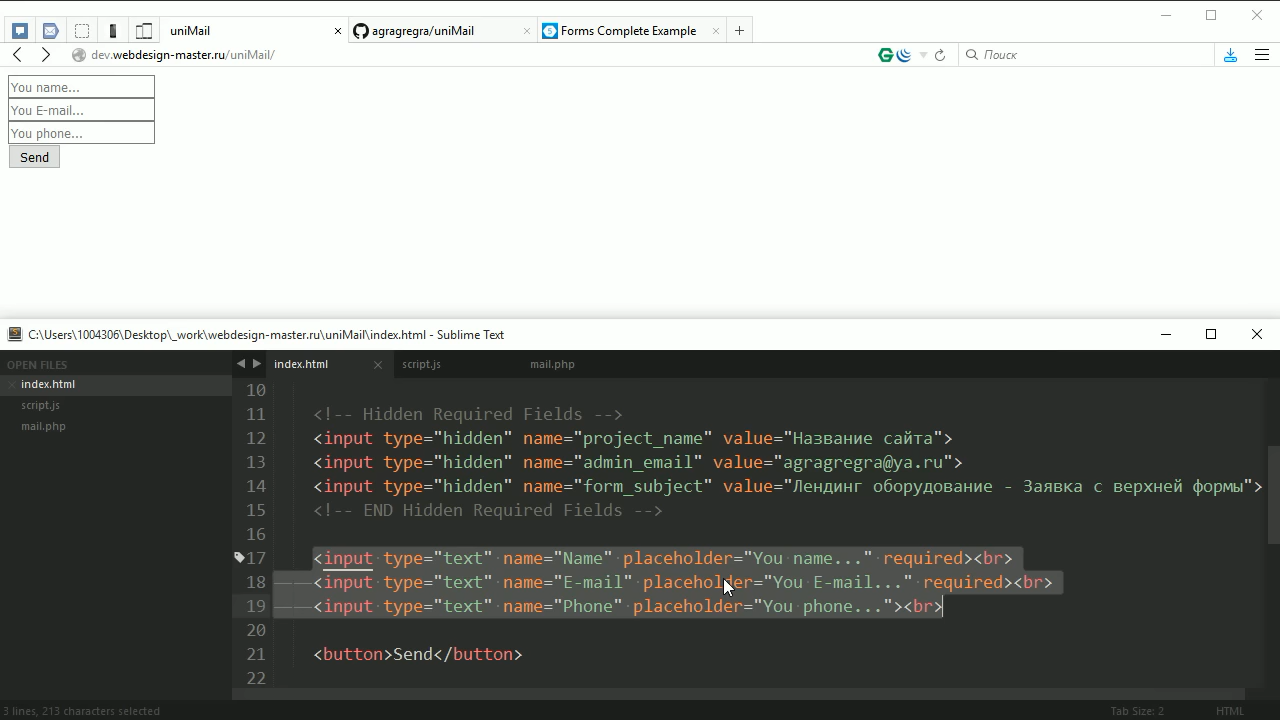 uniMail
agragregra/uniMail
Forms Complete Example
dev.webdesign-master.ru/uniMail/
Поиск
You name...
You E-mail...
You phone...
Send
C:\Users\1004306\Desktop\_work\webdesign-master.ru\uniMail\index.html - Sublime Text
OPEN FILES
index.html
script.js
mail.php
index.html
script.js
mail.php
10
11 <!-- Hidden Required Fields -->
12 <input type="hidden" name="project_name" value="Название сайта">
13 <input type="hidden" name="admin_email" value="agragregra@ya.ru">
14 <input type="hidden" name="form_subject" value="Лендинг оборудование - Заявка с верхней формы">
15 <!-- END Hidden Required Fields -->
16
17 <input type="text" name="Name" placeholder="You name..." required><br>
18 <input type="text" name="E-mail" placeholder="You E-mail..." required><br>
19 <input type="text" name="Phone" placeholder="You phone..."><br>
20
21 <button>Send</button>
22
3 lines, 213 characters selected
Tab Size: 2
HTML